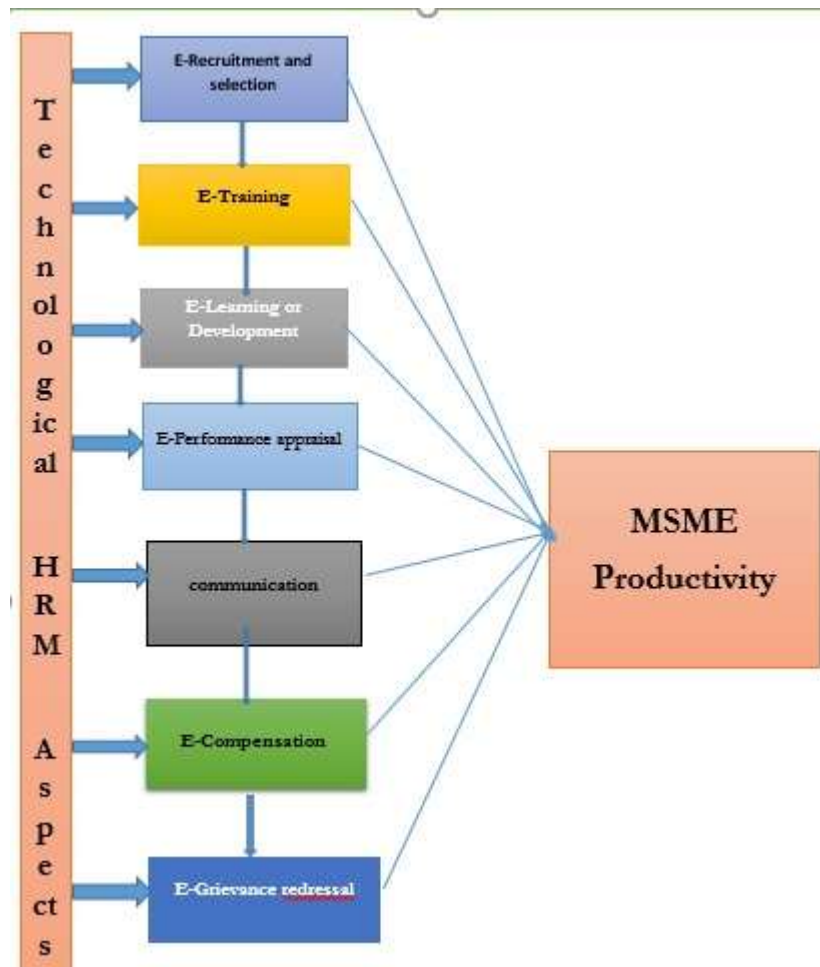 T
e
c
h
n
ol
o
g
ic
al
H
R
M
A
s
p
e
ct
s
E-Recruitment and
selection
E-Training
E-Learning or
Development
E-Performance appraisal
communication
E-Compensation
E-Grievance redressal
MSME
Productivity